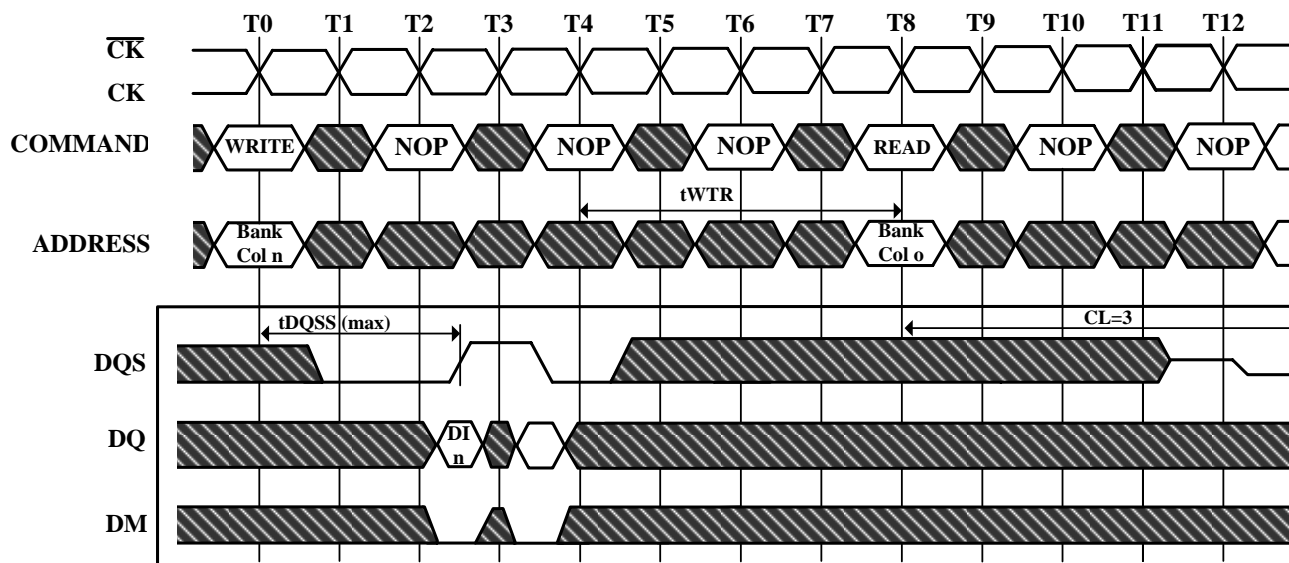 T0 T1 T2 T3 T4 T5 T6 T7 T8 T9 T10 T11 T12
CK
CK
COMMAND WRITE NOP NOP NOP READ NOP NOP
tWTR
ADDRESS Bank Col n Bank Col o
tDQSS (max) CL=3
DQS
DQ DI n
DM